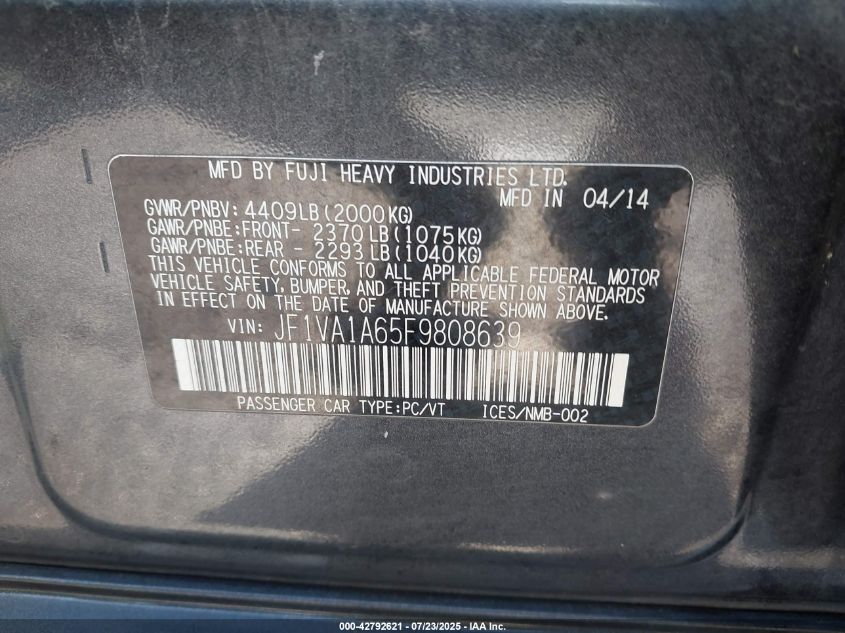 MFD BY FUJI HEAVY INDUSTRIES LTD.
MFD IN 04/14
GVWR/PNBV: 4409LB(2000KG)
GAWR/PNBE:FRONT- 2370LB(1075KG)
GAWR/PNBE:REAR - 2293LB(1040KG)
THIS VEHICLE CONFORMS TO ALL APPLICABLE FEDERAL MOTOR
VEHICLE SAFETY, BUMPER, AND THEFT PREVENTION STANDARDS
IN EFFECT ON THE DATE OF MANUFACTURE SHOWN ABOVE.
VIN: JF1VA1A65F9808639
PASSENGER CAR TYPE:PC/VT ICES/NMB-002
000-42792621 - 07/23/2025 - IAA Inc.